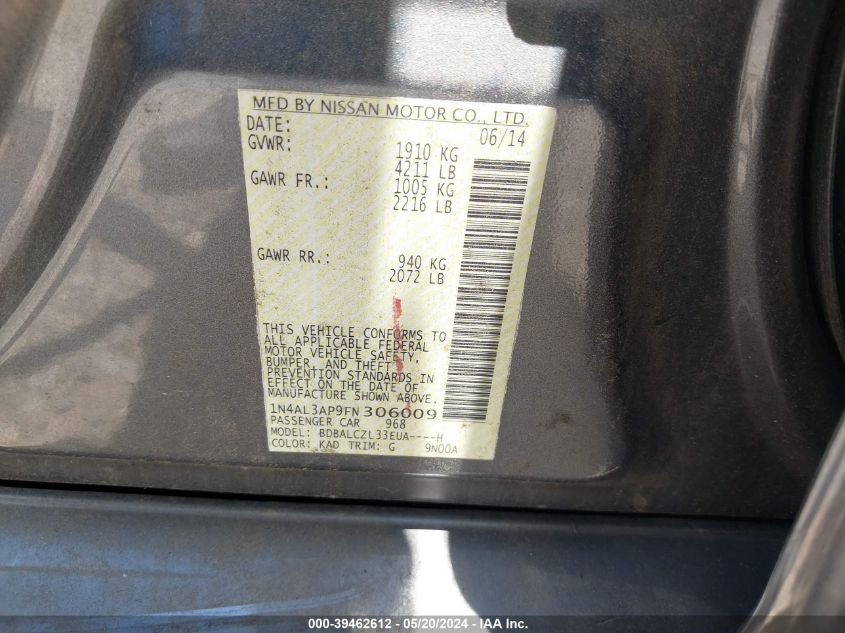 MFD BY NISSAN MOTOR CO., LTD.
DATE: 06/14
GVWR: 1910 KG
4211 LB
GAWR FR.: 1005 KG
2216 LB
GAWR RR.: 940 KG
2072 LB
THIS VEHICLE CONFORMS TO
ALL APPLICABLE FEDERAL
MOTOR VEHICLE SAFETY,
BUMPER, AND THEFT
PREVENTION STANDARDS IN
EFFECT ON THE DATE OF
MANUFACTURE SHOWN ABOVE.
1N4AL3AP9FN 306009
PASSENGER CAR 968
MODEL: BDBALCZL33EUA----H
COLOR: KAD TRIM: G 9N00A
000-39462612 - 05/20/2024 - IAA Inc.